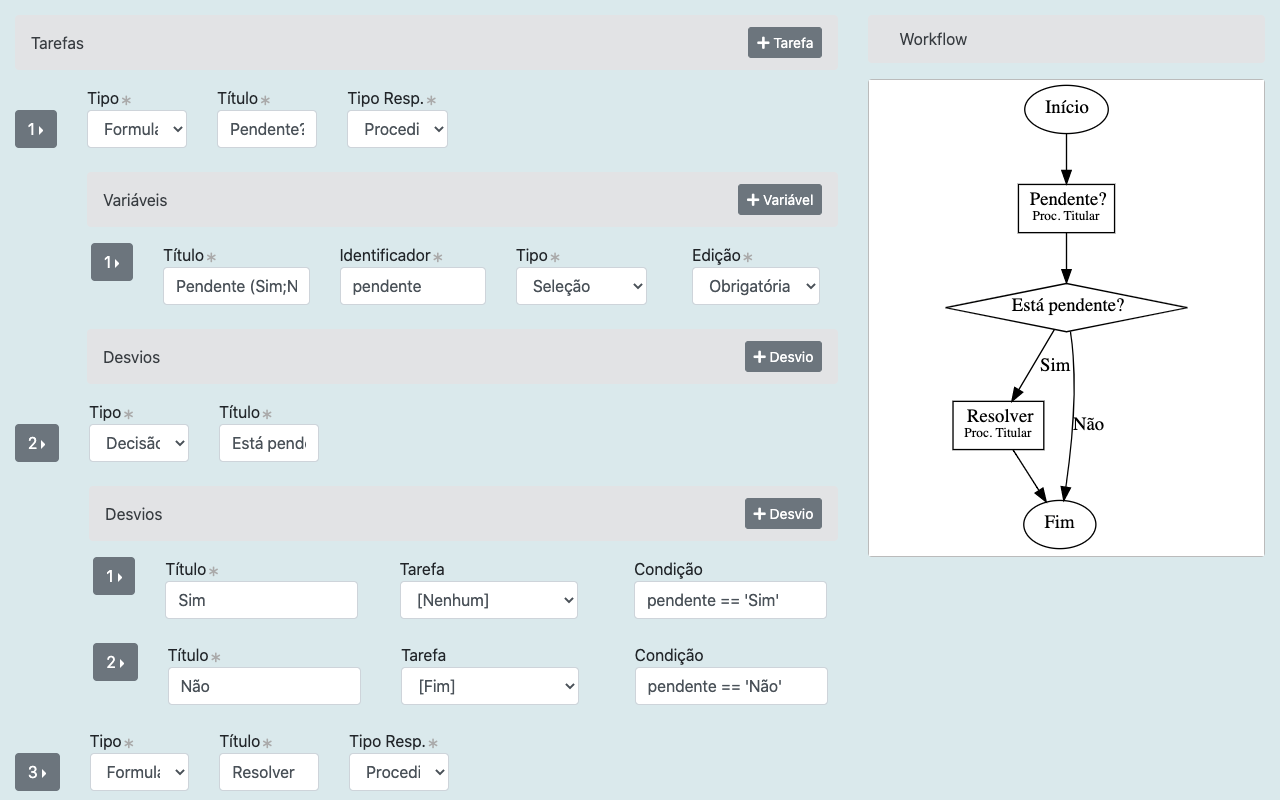 Tarefas
+ Tarefa
Tipo * Título * Tipo Resp. *
1 Formula Pendente? Procedi
Variáveis
+ Variável
Título * Identificador * Tipo * Edição *
1 Pendente (Sim;N pendente Seleção Obrigatória
Desvios
+ Desvio
Tipo * Título *
2 Decisão Está pend
Desvios
+ Desvio
Título * Tarefa Condição
1 Sim [Nenhum] pendente == 'Sim'
Título * Tarefa Condição
2 Não [Fim] pendente == 'Não'
Tipo * Título * Tipo Resp. *
3 Formula Resolver Procedi
Workflow
Início
Pendente?
Proc. Titular
Está pendente?
Sim
Resolver
Proc. Titular
Não
Fim